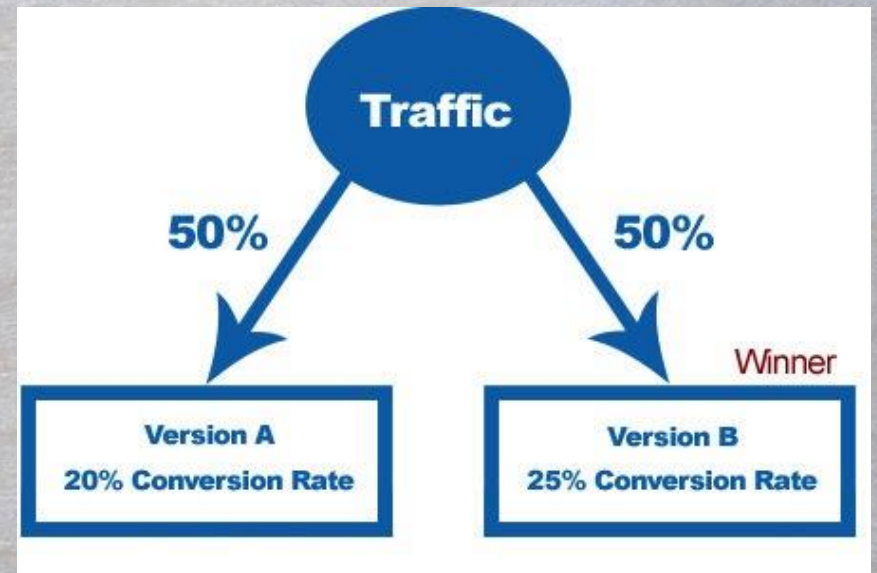 Traffic
50%
50%
Winner
Version A
20% Conversion Rate
Version B
25% Conversion Rate